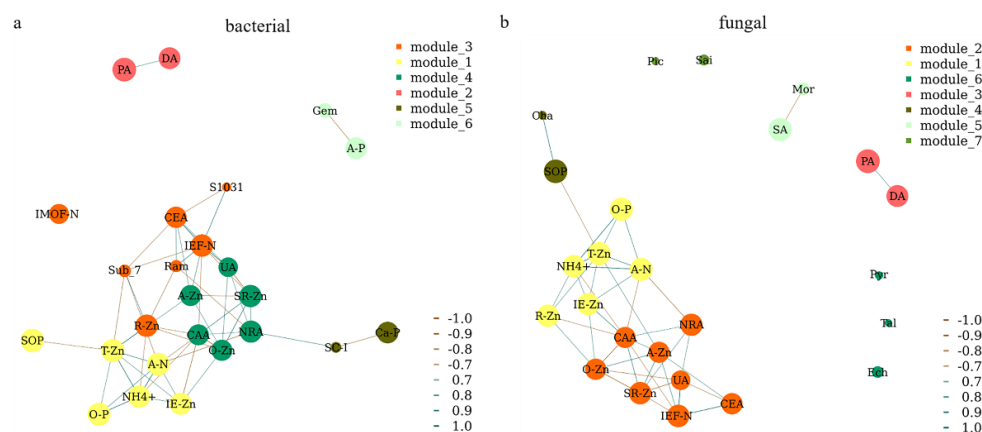 a
bacterial
PA
DA
module_3
module_1
module_4
module_2
module_5
module_6
Gem
A-P
S1031
IMOF-N
CEA
IEF-N
Sub_7
Ram
UA
A-Zn
SR-Zn
R-Zn
CAA
NRA
O-Zn
SOP
T-Zn
A-N
SC-I
Ca-P
NH4+
IE-Zn
O-P
-1.0
-0.9
-0.8
-0.7
0.7
0.8
0.9
1.0
b
fungal
Pic
Sai
module_2
module_1
module_6
module_3
module_4
module_5
module_7
Mor
SA
SOP
PA
DA
O-P
T-Zn
NH4+
A-N
IE-Zn
R-Zn
Pyr
Tal
Ech
CAA
NRA
A-Zn
O-Zn
UA
SR-Zn
IEF-N
CEA
-1.0
-0.9
-0.8
-0.7
0.7
0.8
0.9
1.0